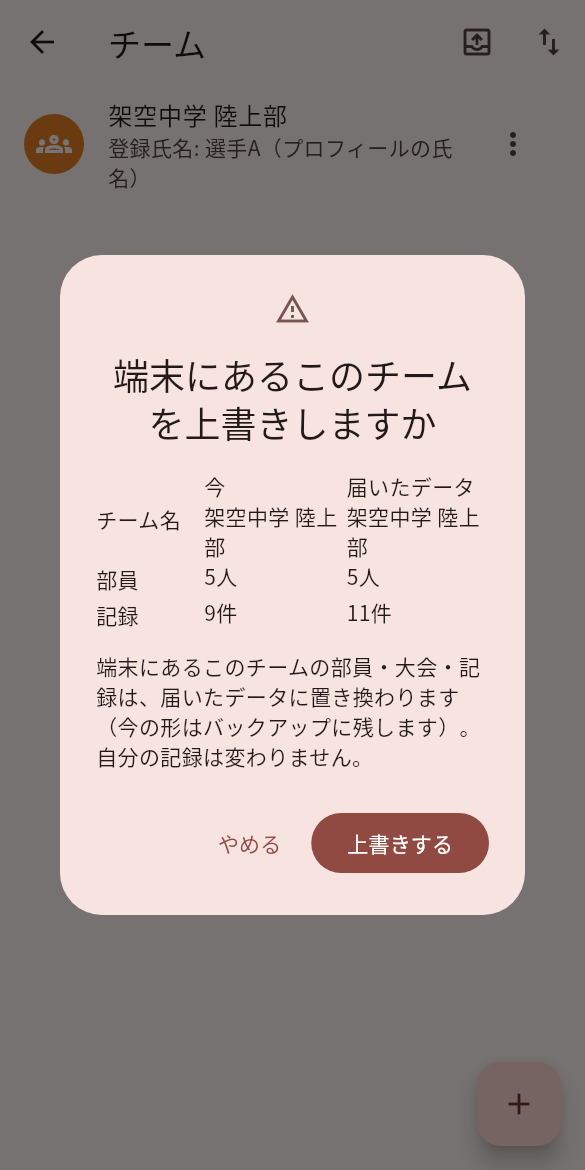 チーム
架空中学 陸上部
登録氏名: 選手A（プロフィールの氏
名）
端末にあるこのチーム
を上書きしますか
今 届いたデータ
チーム名 架空中学 陸上部 架空中学 陸上部
部員 5人 5人
記録 9件 11件
端末にあるこのチームの部員・大会・記
録は、届いたデータに置き換わります
（今の形はバックアップに残します）。
自分の記録は変わりません。
やめる 上書きする